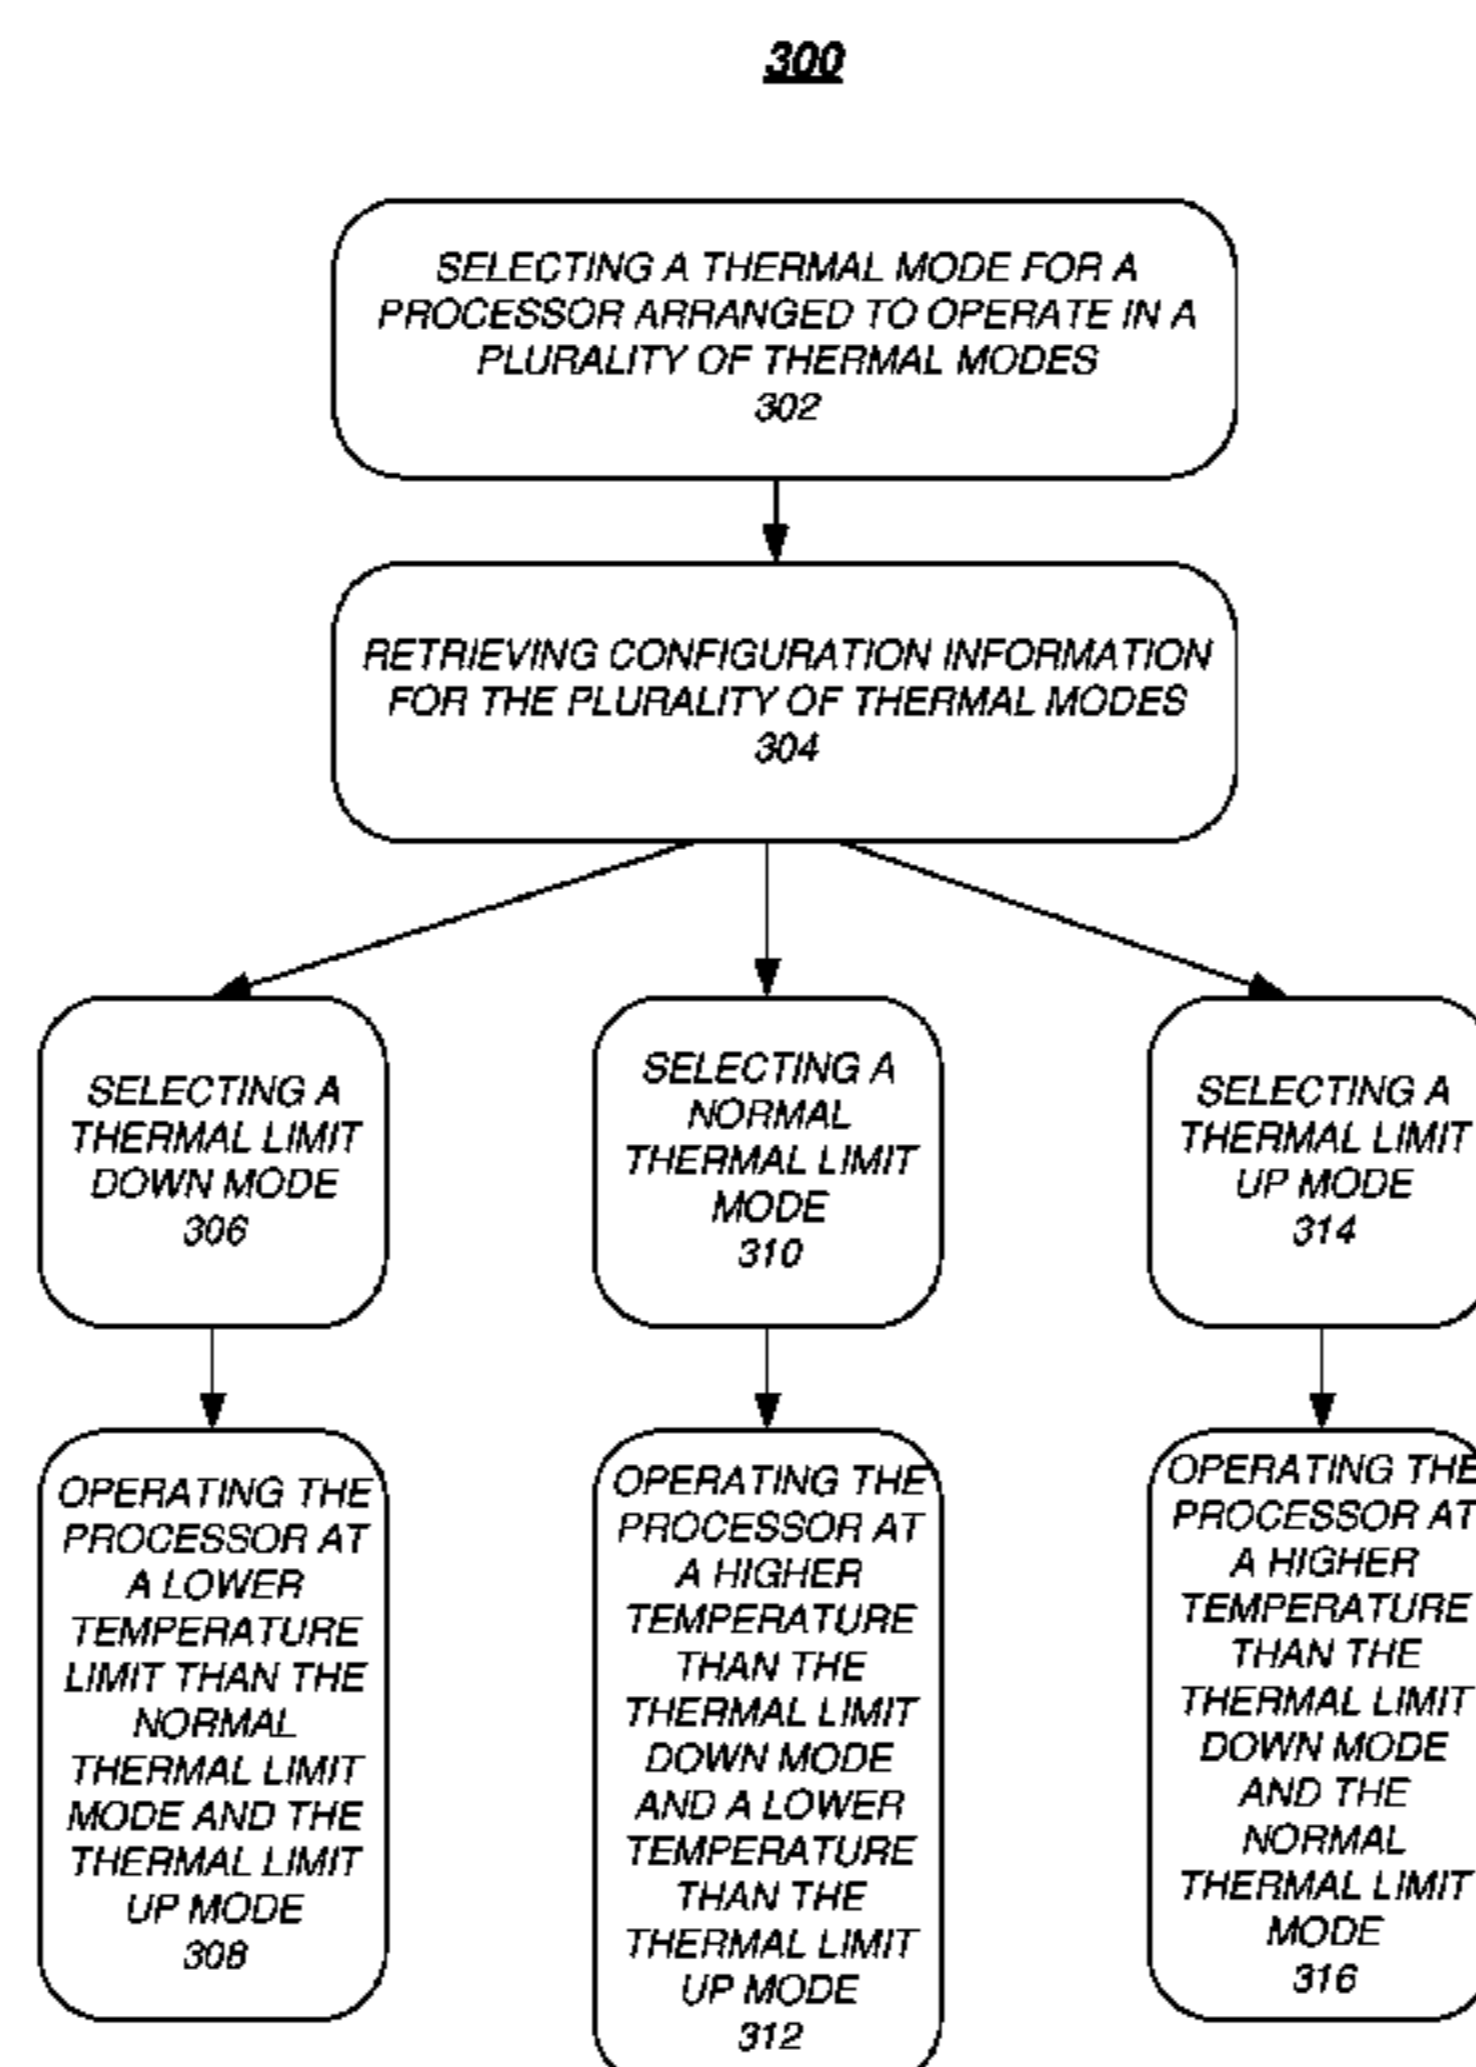 300
SELECTING A THERMAL MODE FOR A
PROCESSOR ARRANGED TO OPERATE IN A
PLURALITY OF THERMAL MODES
302
RETRIEVING CONFIGURATION INFORMATION
FOR THE PLURALITY OF THERMAL MODES
304
SELECTING A
THERMAL LIMIT
DOWN MODE
306
SELECTING A
NORMAL
THERMAL LIMIT
MODE
310
SELECTING A
THERMAL LIMIT
UP MODE
314
OPERATING THE
PROCESSOR AT
A LOWER
TEMPERATURE
LIMIT THAN THE
NORMAL
THERMAL LIMIT
MODE AND THE
THERMAL LIMIT
UP MODE
308
OPERATING THE
PROCESSOR AT
A HIGHER
TEMPERATURE
THAN THE
THERMAL LIMIT
DOWN MODE
AND A LOWER
TEMPERATURE
THAN THE
THERMAL LIMIT
UP MODE
312
OPERATING THE
PROCESSOR AT
A HIGHER
TEMPERATURE
THAN THE
THERMAL LIMIT
DOWN MODE
AND THE
NORMAL
THERMAL LIMIT
MODE
316